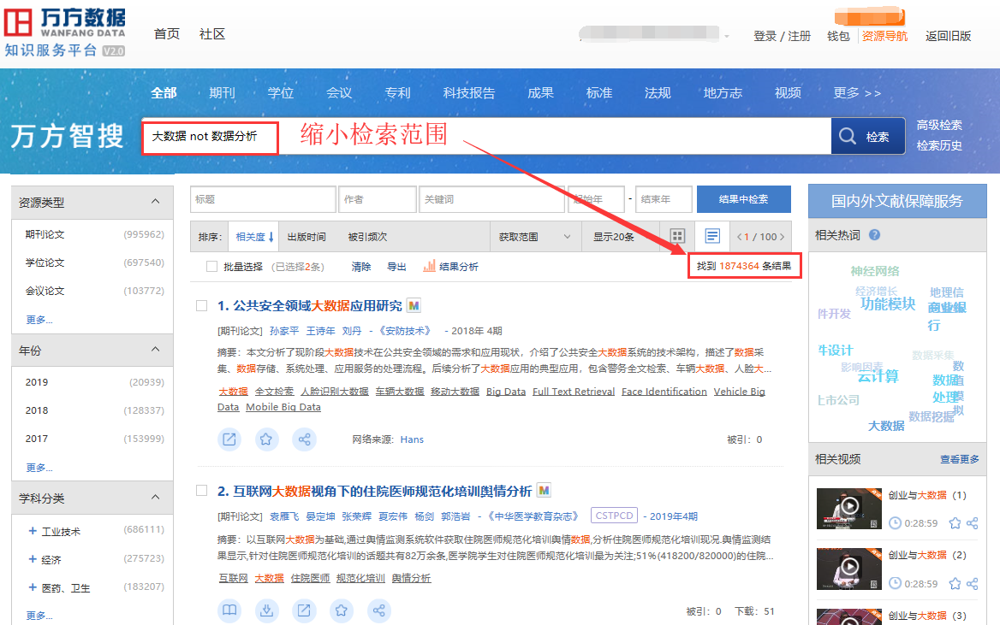 万方数据
WANFANG DATA
知识服务平台 V2.0
首页 社区
登录 / 注册 钱包 资源导航 返回旧版
全部 期刊 学位 会议 专利 科技报告 成果 标准 法规 地方志 视频 更多 >>
万方智搜
大数据 not 数据分析
缩小检索范围
检索
高级检索
检索历史
资源类型
期刊论文 (995962)
学位论文 (697540)
会议论文 (103772)
更多...
年份
2019 (20939)
2018 (128337)
2017 (153999)
更多...
学科分类
+ 工业技术 (686111)
+ 经济 (275723)
+ 医药、卫生 (183207)
更多...
标题 作者 关键词 起始年 - 结束年 结果中检索
排序: 相关度 出版时间 被引频次 获取范围 显示20条 1 / 100
批量选择 (已选择2条) 清除 导出 结果分析
找到 1874364 条结果
1. 公共安全领域大数据应用研究 M
[期刊论文] 孙家平 王诗年 刘丹 - 《安防技术》 - 2018年 4期
摘要：本文分析了现阶段大数据技术在公共安全领域的需求和应用现状，介绍了公共安全大数据系统的技术架构，描述了数据采
集、数据存储、系统处理、应用服务的处理流程。后续分析了大数据应用的典型应用，包含警务全文检索、车辆大数据、人脸大...
大数据 全文检索 人脸识别大数据 车辆大数据 移动大数据 Big Data Full Text Retrieval Face Identification Vehicle Big
Data Mobile Big Data
网络来源: Hans 被引: 0
2. 互联网大数据视角下的住院医师规范化培训舆情分析 M
[期刊论文] 袁雁飞 晏定坤 张荣辉 夏宏伟 杨剑 郭浩岩 - 《中华医学教育杂志》 CSTPCD - 2019年4期
摘要：以互联网大数据为基础,通过舆情监测系统软件获取住院医师规范化培训舆情数据,分析住院医师规范化培训现况.舆情监测结
果显示,针对住院医师规范化培训的话题共有82万余条,医学院学生对住院医师规范化培训最为关注;51%(418200/820000)的住院...
互联网 大数据 住院医师 规范化培训 舆情分析
被引: 0 下载: 51
国内外文献保障服务
相关热词 ?
神经网络
经济增长 地理信
件开发 功能模块 商业银
行
件设计
数据采集
影响因素 数
云计算 数据 值
处理 模
上市公司 拟
数据挖掘
大数据
相关视频 查看更多
创业与大数据 (1)
0:28:59
创业与大数据 (2)
0:28:59
创业与大数据 (3)